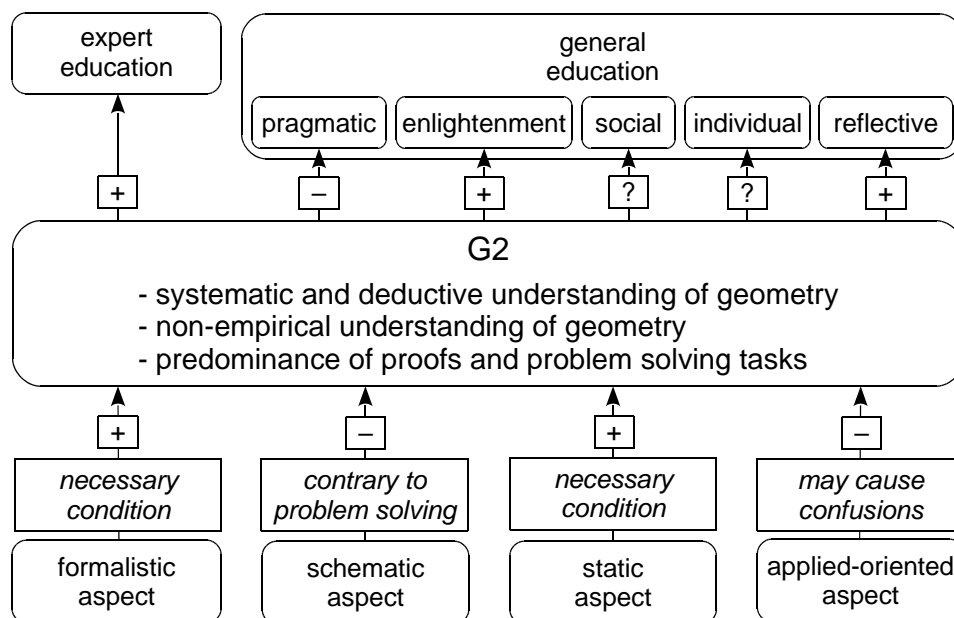 expert
education
general
education
pragmatic
enlightenment
social
individual
reflective
+
–
+
?
?
+
G2
- systematic and deductive understanding of geometry
- non-empirical understanding of geometry
- predominance of proofs and problem solving tasks
+
–
+
–
necessary
condition
contrary to
problem solving
necessary
condition
may cause
confusions
formalistic
aspect
schematic
aspect
static
aspect
applied-oriented
aspect